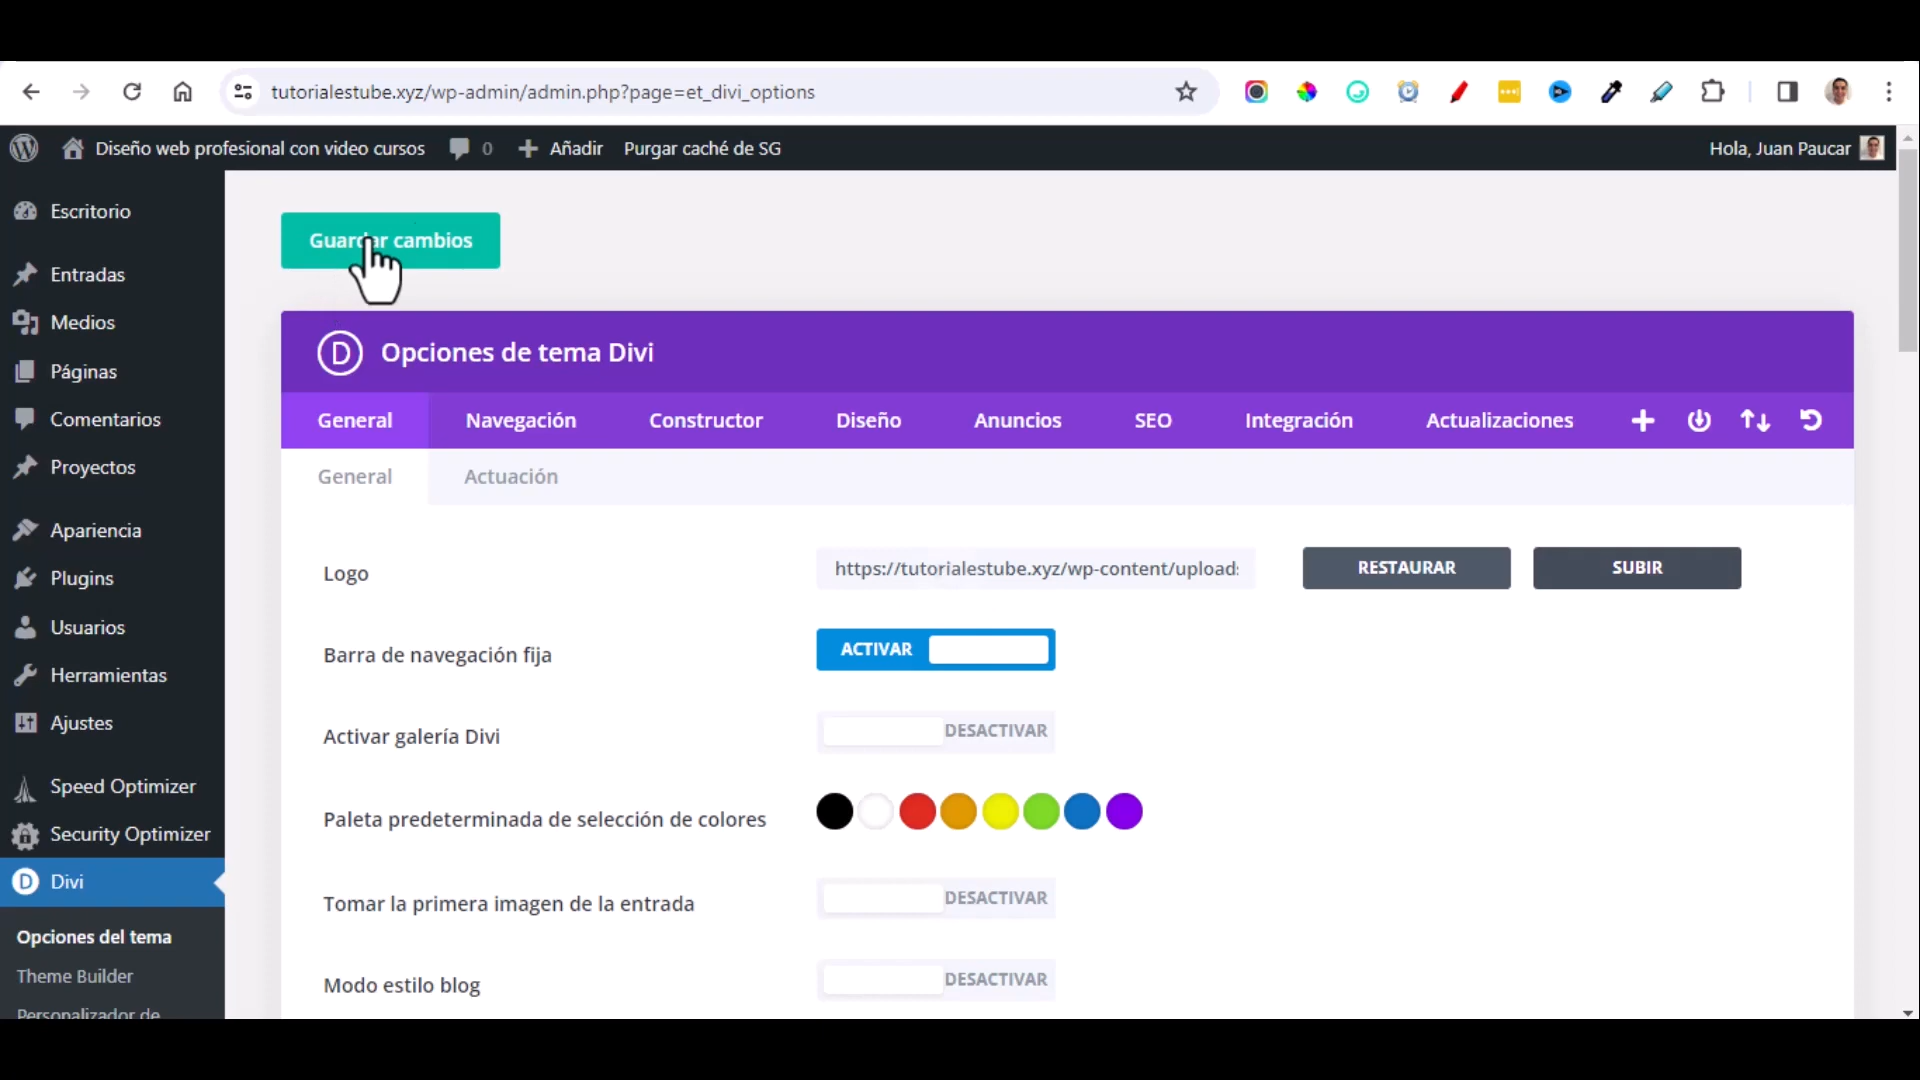 tutorialestube.xyz/wp-admin/admin.php?page=et_divi_options
Diseño web profesional con video cursos 0 Añadir Purgar caché de SG Hola, Juan Paucar
Escritorio
Entradas
Medios
Páginas
Comentarios
Proyectos
Apariencia
Plugins
Usuarios
Herramientas
Ajustes
Speed Optimizer
Security Optimizer
D Divi
Opciones del tema
Theme Builder
Personalizador de
Guardar cambios
D Opciones de tema Divi
General Navegación Constructor Diseño Anuncios SEO Integración Actualizaciones
General Actuación
Logo https://tutorialestube.xyz/wp-content/upload RESTAURAR SUBIR
Barra de navegación fija ACTIVAR
Activar galería Divi DESACTIVAR
Paleta predeterminada de selección de colores
Tomar la primera imagen de la entrada DESACTIVAR
Modo estilo blog DESACTIVAR